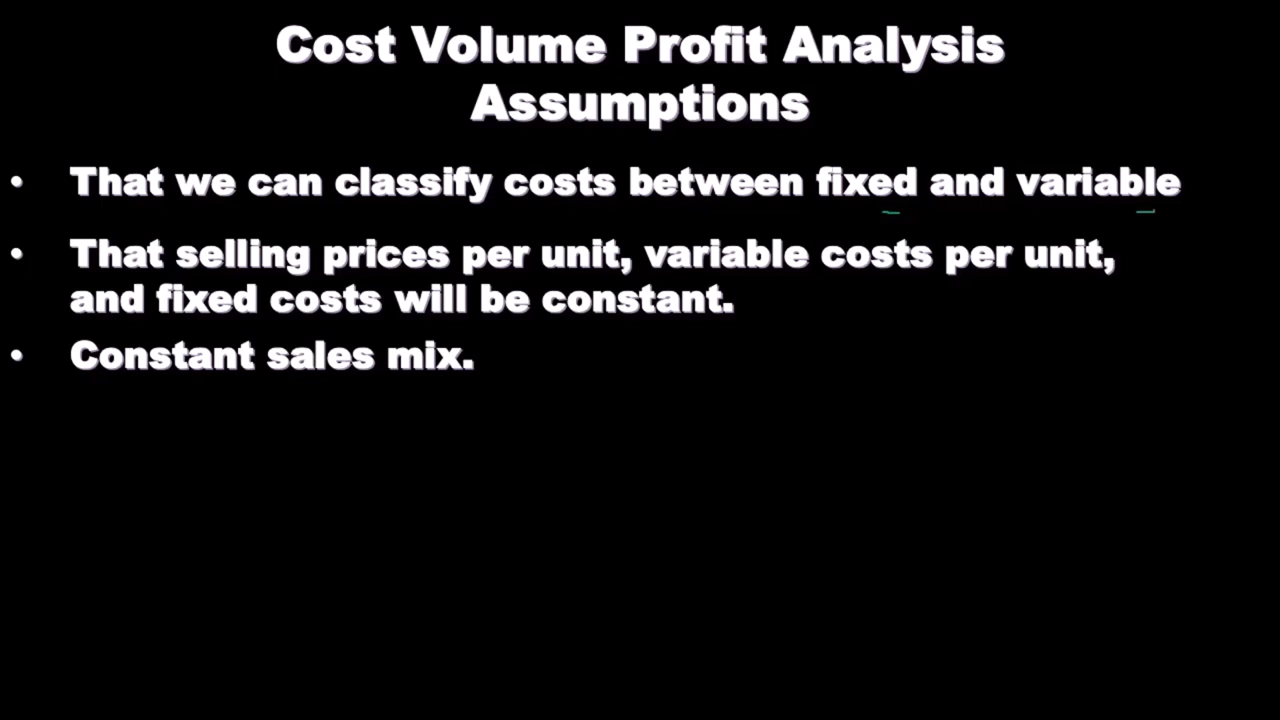 Cost Volume Profit Analysis
Assumptions
• That we can classify costs between fixed and variable
• That selling prices per unit, variable costs per unit,
and fixed costs will be constant.
• Constant sales mix.